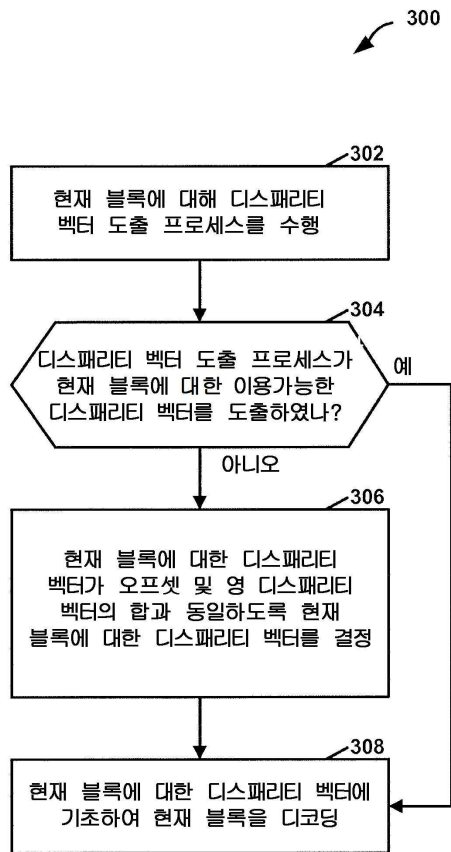 300
302
현재 블록에 대해 디스패리티
벡터 도출 프로세스를 수행
304
디스패리티 벡터 도출 프로세스가
현재 블록에 대한 이용가능한
디스패리티 벡터를 도출하였나?
예
아니오
306
현재 블록에 대한 디스패리티
벡터가 오프셋 및 영 디스패리티
벡터의 합과 동일하도록 현재
블록에 대한 디스패리티 벡터를 결정
308
현재 블록에 대한 디스패리티 벡터에
기초하여 현재 블록을 디코딩